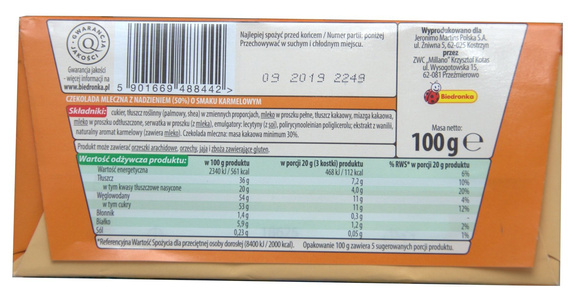 GWARANCJA JAKOŚCI
Q
Gwarancja jakości
- więcej informacji na
www.biedronka.pl
5 901669 488442 >
Najlepiej spożyć przed końcem / Numer partii: poniżej
Przechowywać w suchym i chłodnym miejscu.
09 2019 2249
Wyprodukowano dla
Jeronimo Martins Polska S.A.
ul. Żniwna 5, 62-025 Kostrzyn
przez
ZWC „Millano” Krzysztof Kotas
ul. Wysogotowska 15,
62-081 Przeźmierowo
Biedronka
Masa netto:
100 g e
CZEKOLADA MLECZNA Z NADZIENIEM (50%) O SMAKU KARMELOWYM
Składniki: cukier, tłuszcz roślinny (palmowy, shea) w zmiennych proporcjach, mleko w proszku pełne, tłuszcz kakaowy, miazga kakaowa,
mleko w proszku odtłuszczone, serwatka w proszku (z mleka), emulgatory: lecytyny (z soi), polirycynooleinian poliglicerolu; ekstrakt z wanilii,
naturalny aromat karmelowy (zawiera mleko). Czekolada mleczna: masa kakaowa minimum 30%.
Produkt może zawierać orzeszki arachidowe, orzechy, jaja i zboża zawierające gluten.
Wartość odżywcza produktu: w 100 g produktu w porcji 20 g (3 kostki) produktu % RWS* w porcji 20 g produktu
Wartość energetyczna 2340 kJ / 561 kcal 468 kJ / 112 kcal 6%
Tłuszcz 36 g 7,2 g 10%
w tym kwasy tłuszczowe nasycone 20 g 4,0 g 20%
Węglowodany 54 g 11 g 4%
w tym cukry 53 g 11 g 12%
Błonnik 1,4 g 0,3 g -
Białko 5,9 g 1,2 g 2%
Sól 0,23 g 0,05 g 1%
*Referencyjna Wartość Spożycia dla przeciętnej osoby dorosłej (8400 kJ / 2000 kcal). Opakowanie 100 g zawiera 5 sugerowanych porcji produktu.